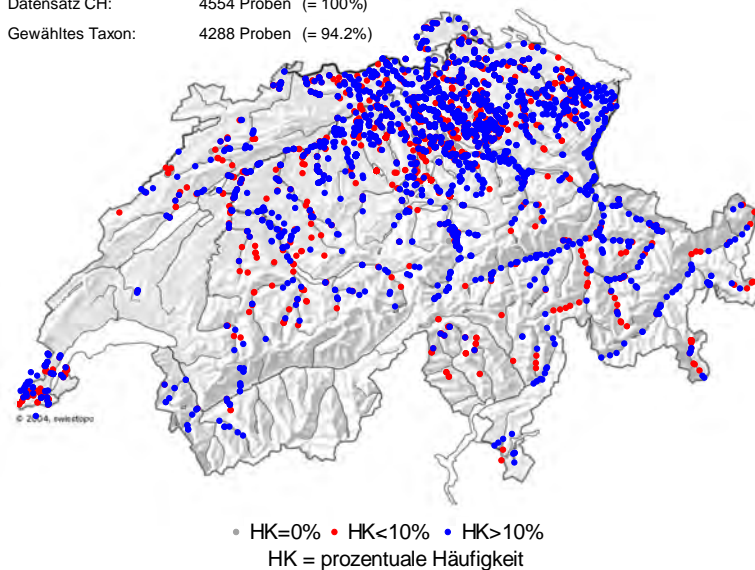 Datensatz CH: 4554 Proben (= 100%)
Gewähltes Taxon: 4288 Proben (= 94.2%)
© 2004, swisstopo
HK=0% HK<10% HK>10%
HK = prozentuale Häufigkeit